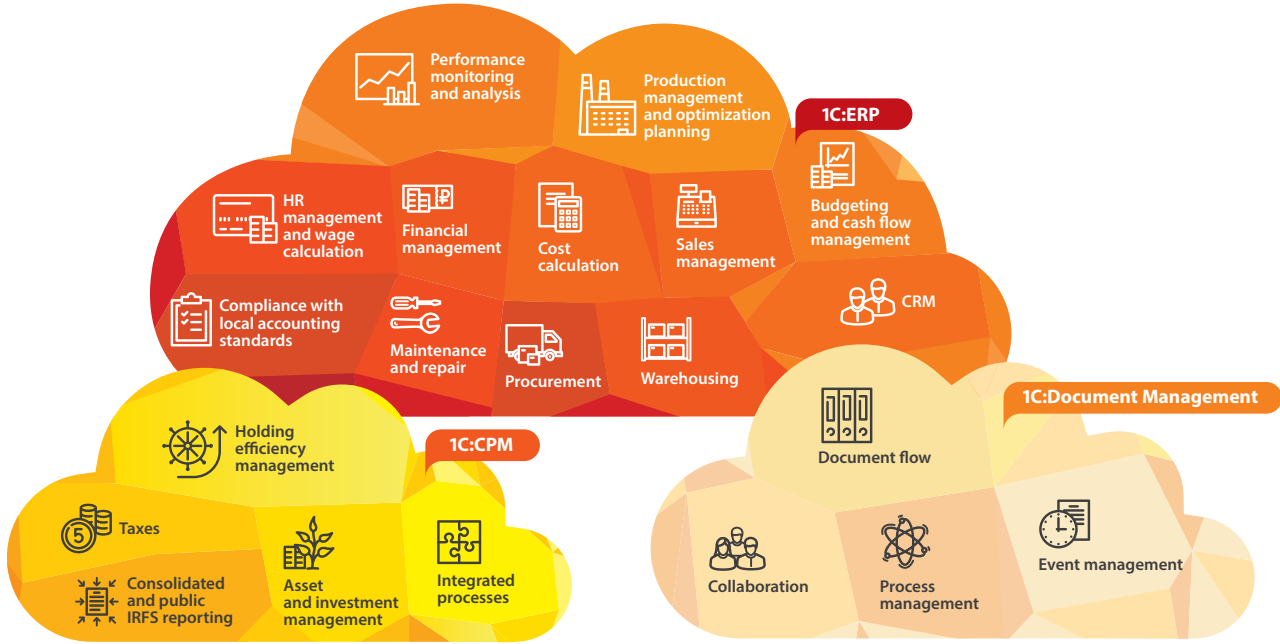 Performance
monitoring
and analysis
Production
management
and optimization
planning
1C:ERP
HR
management
and wage
calculation
Financial
management
Cost
calculation
Sales
management
Budgeting
and cash flow
management
Compliance with
local accounting
standards
Maintenance
and repair
Procurement
Warehousing
CRM
1C:CPM
Holding
efficiency
management
5
Taxes
Consolidated
and public
IRFS reporting
Asset
and investment
management
Integrated
processes
1C:Document Management
Document flow
Collaboration
Process
management
Event management